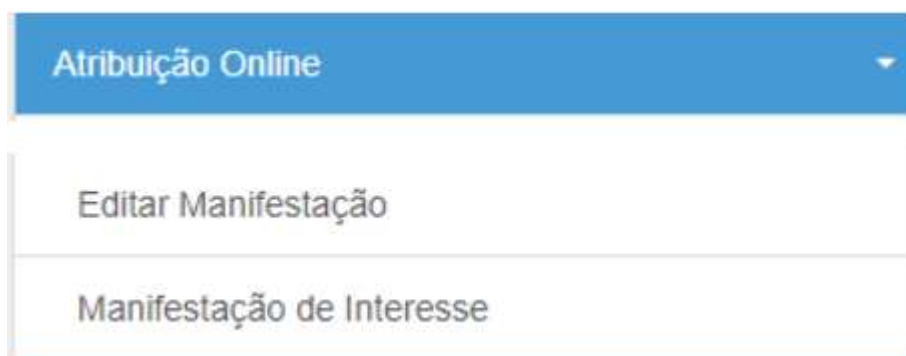 Atribuição Online
Editar Manifestação
Manifestação de Interesse